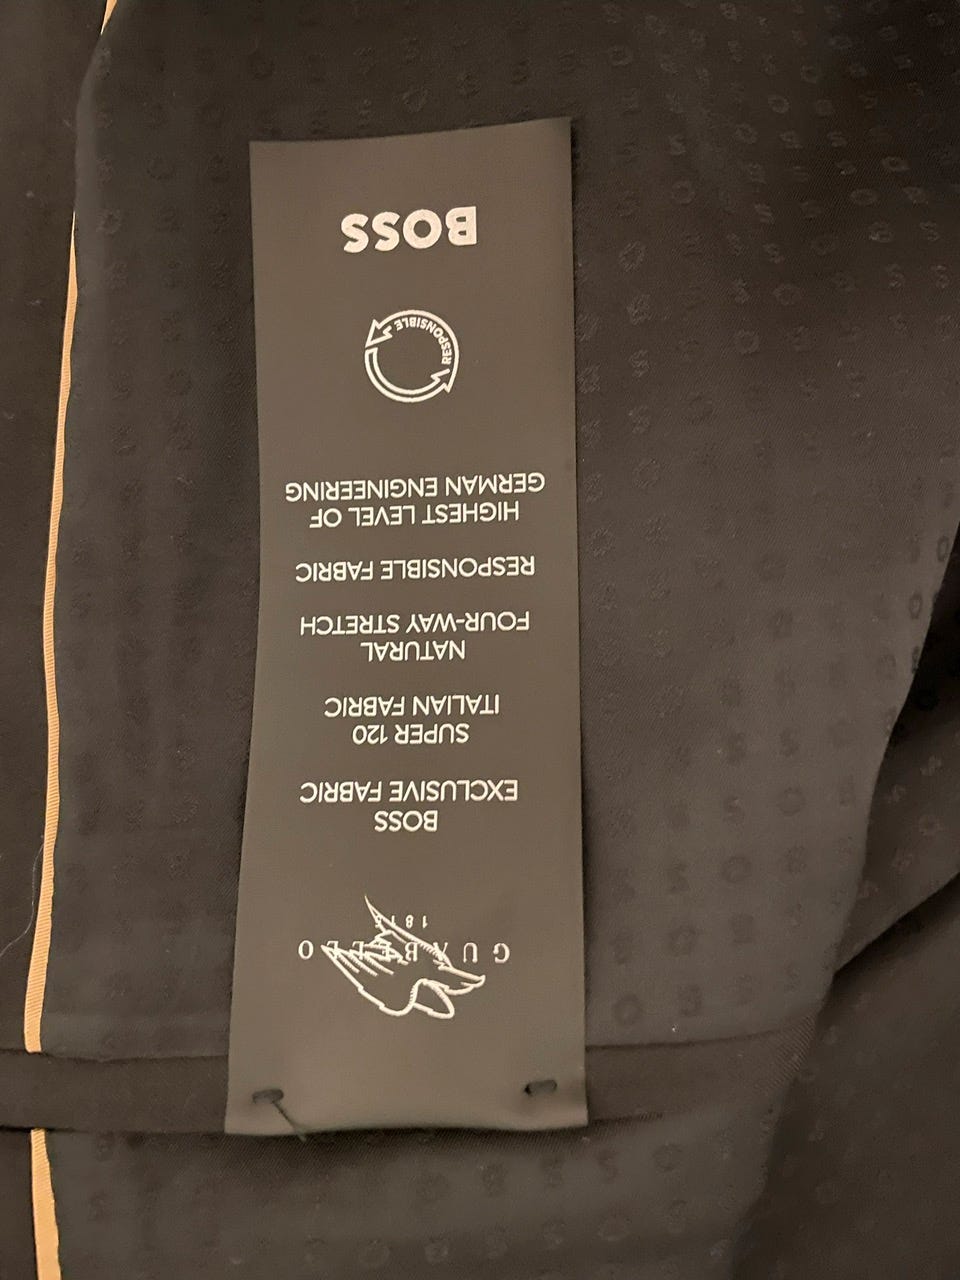 GUABELLO
1815
BOSS
EXCLUSIVE FABRIC
SUPER 120
ITALIAN FABRIC
NATURAL
FOUR-WAY STRETCH
RESPONSIBLE FABRIC
HIGHEST LEVEL OF
GERMAN ENGINEERING
RESPONSIBLE
BOSS